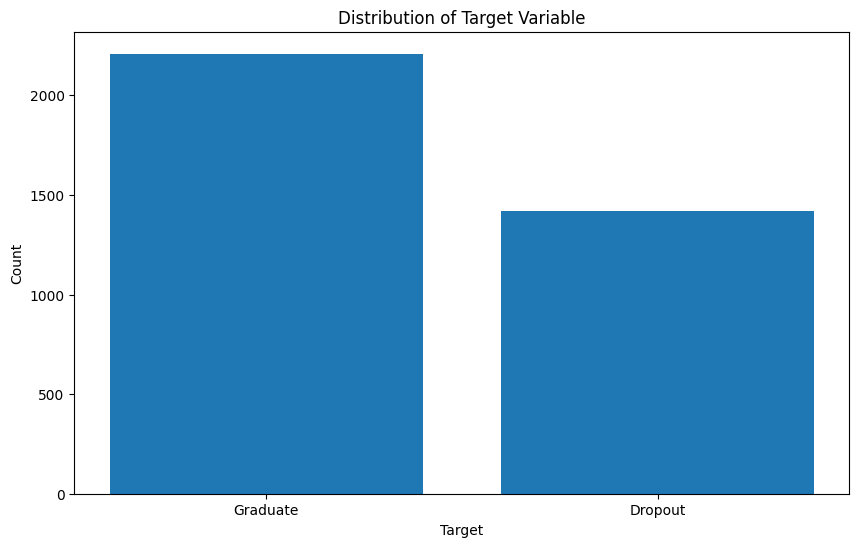 Distribution of Target Variable
2000
1500
1000
500
0
Count
Graduate
Dropout
Target